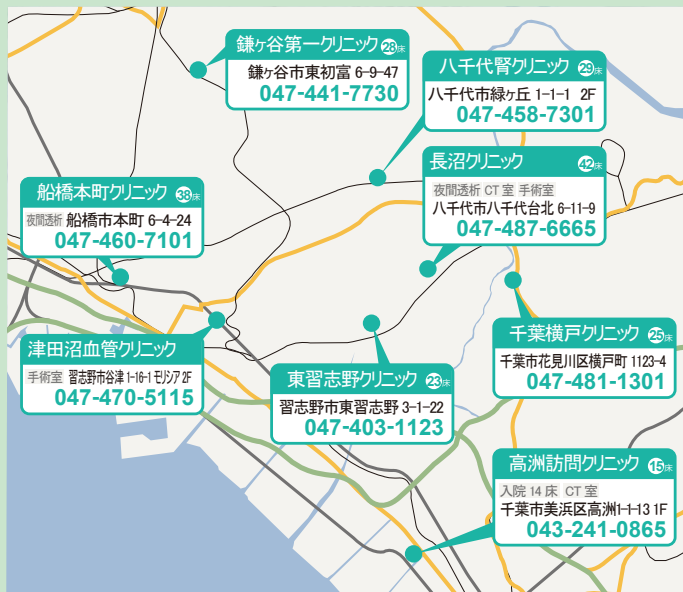 鎌ヶ谷第一クリニック 28床
鎌ヶ谷市東初富 6-9-47
047-441-7730
八千代腎クリニック 29床
八千代市緑ヶ丘 1-1-1 2F
047-458-7301
長沼クリニック 42床
夜間透析 CT 室 手術室
八千代市八千代台北 6-11-9
047-487-6665
船橋本町クリニック 38床
夜間透析 船橋市本町 6-4-24
047-460-7101
津田沼血管クリニック
手術室 習志野市谷津 1-16-1 モリシア 2F
047-470-5115
東習志野クリニック 23床
習志野市東習志野 3-1-22
047-403-1123
千葉横戸クリニック 25床
千葉市花見川区横戸町 1123-4
047-481-1301
高洲訪問クリニック 15床
入院 14 床 CT 室
千葉市美浜区高洲1-1-13 1F
043-241-0865